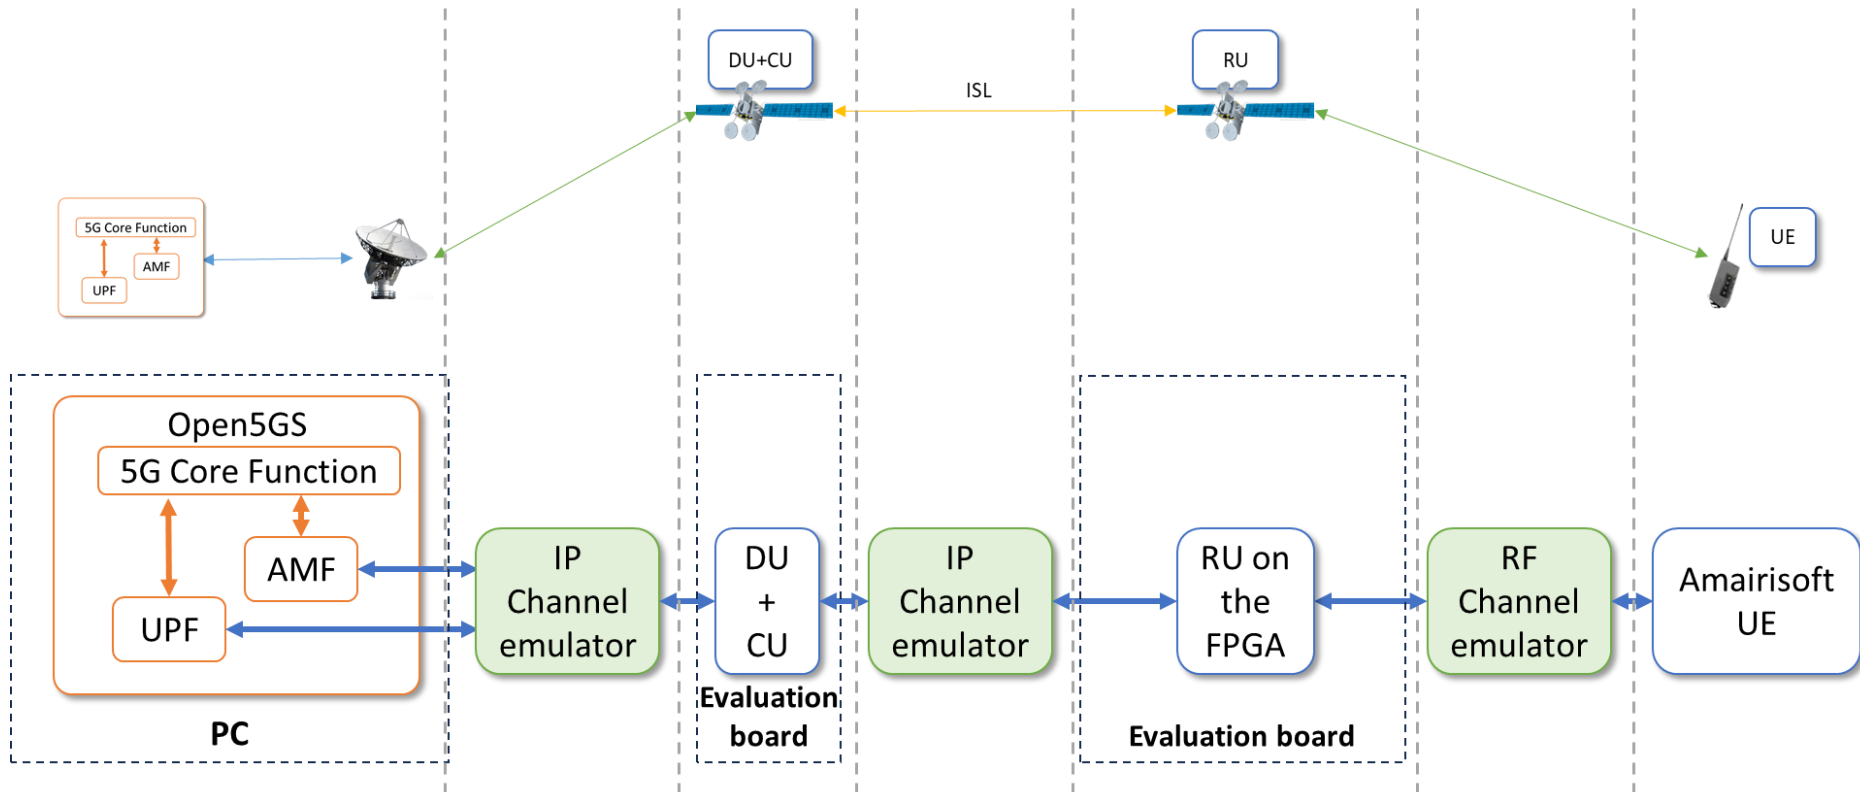 DU+CU
RU
ISL
5G Core Function
AMF
UPF
UE
Open5GS
5G Core Function
AMF
UPF
PC
IP
Channel
emulator
DU
+
CU
Evaluation
board
IP
Channel
emulator
RU on
the
FPGA
Evaluation board
RF
Channel
emulator
Amairisoft
UE